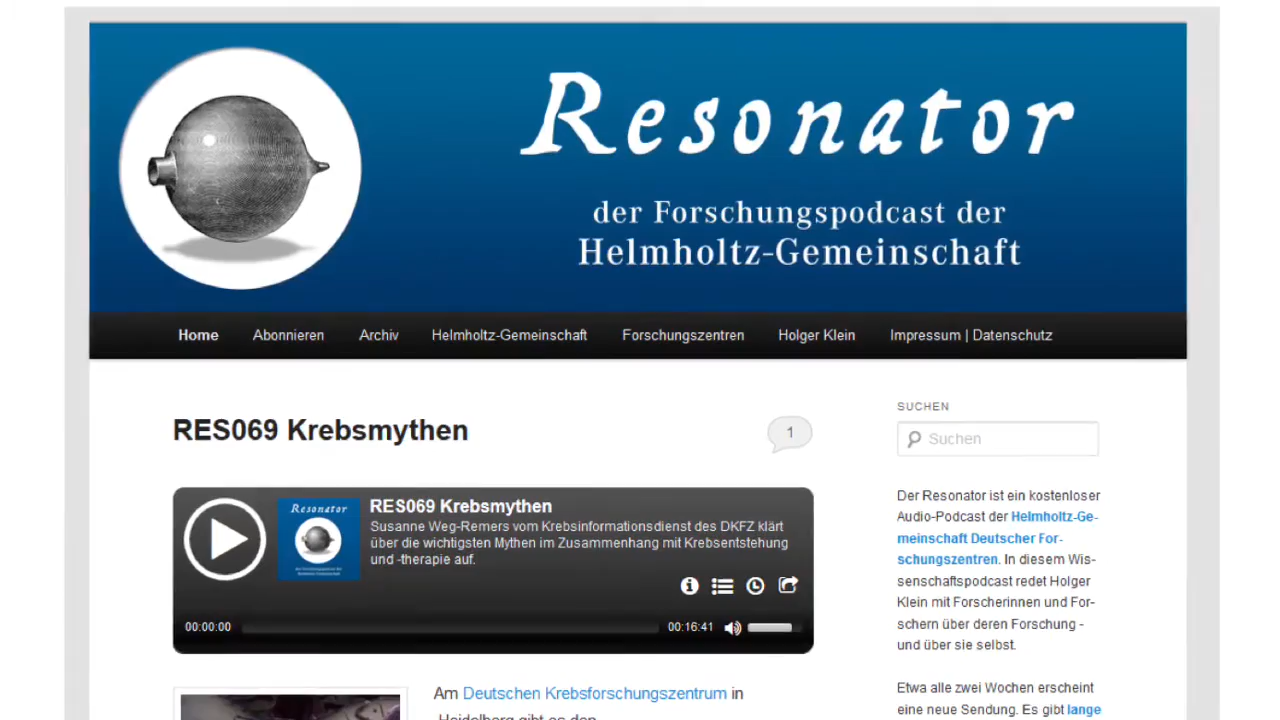 Resonator
der Forschungspodcast der
Helmholtz-Gemeinschaft
Home Abonnieren Archiv Helmholtz-Gemeinschaft Forschungszentren Holger Klein Impressum | Datenschutz
RES069 Krebsmythen
1
Resonator
RES069 Krebsmythen
Susanne Weg-Remers vom Krebsinformationsdienst des DKFZ klärt
über die wichtigsten Mythen im Zusammenhang mit Krebsentstehung
und -therapie auf.
00:00:00
00:16:41
Am Deutschen Krebsforschungszentrum in
Heidelberg gibt es den
SUCHEN
Suchen
Der Resonator ist ein kostenloser
Audio-Podcast der Helmholtz-Ge-
meinschaft Deutscher For-
schungszentren. In diesem Wis-
senschaftspodcast redet Holger
Klein mit Forscherinnen und For-
schern über deren Forschung -
und über sie selbst.
Etwa alle zwei Wochen erscheint
eine neue Sendung. Es gibt lange